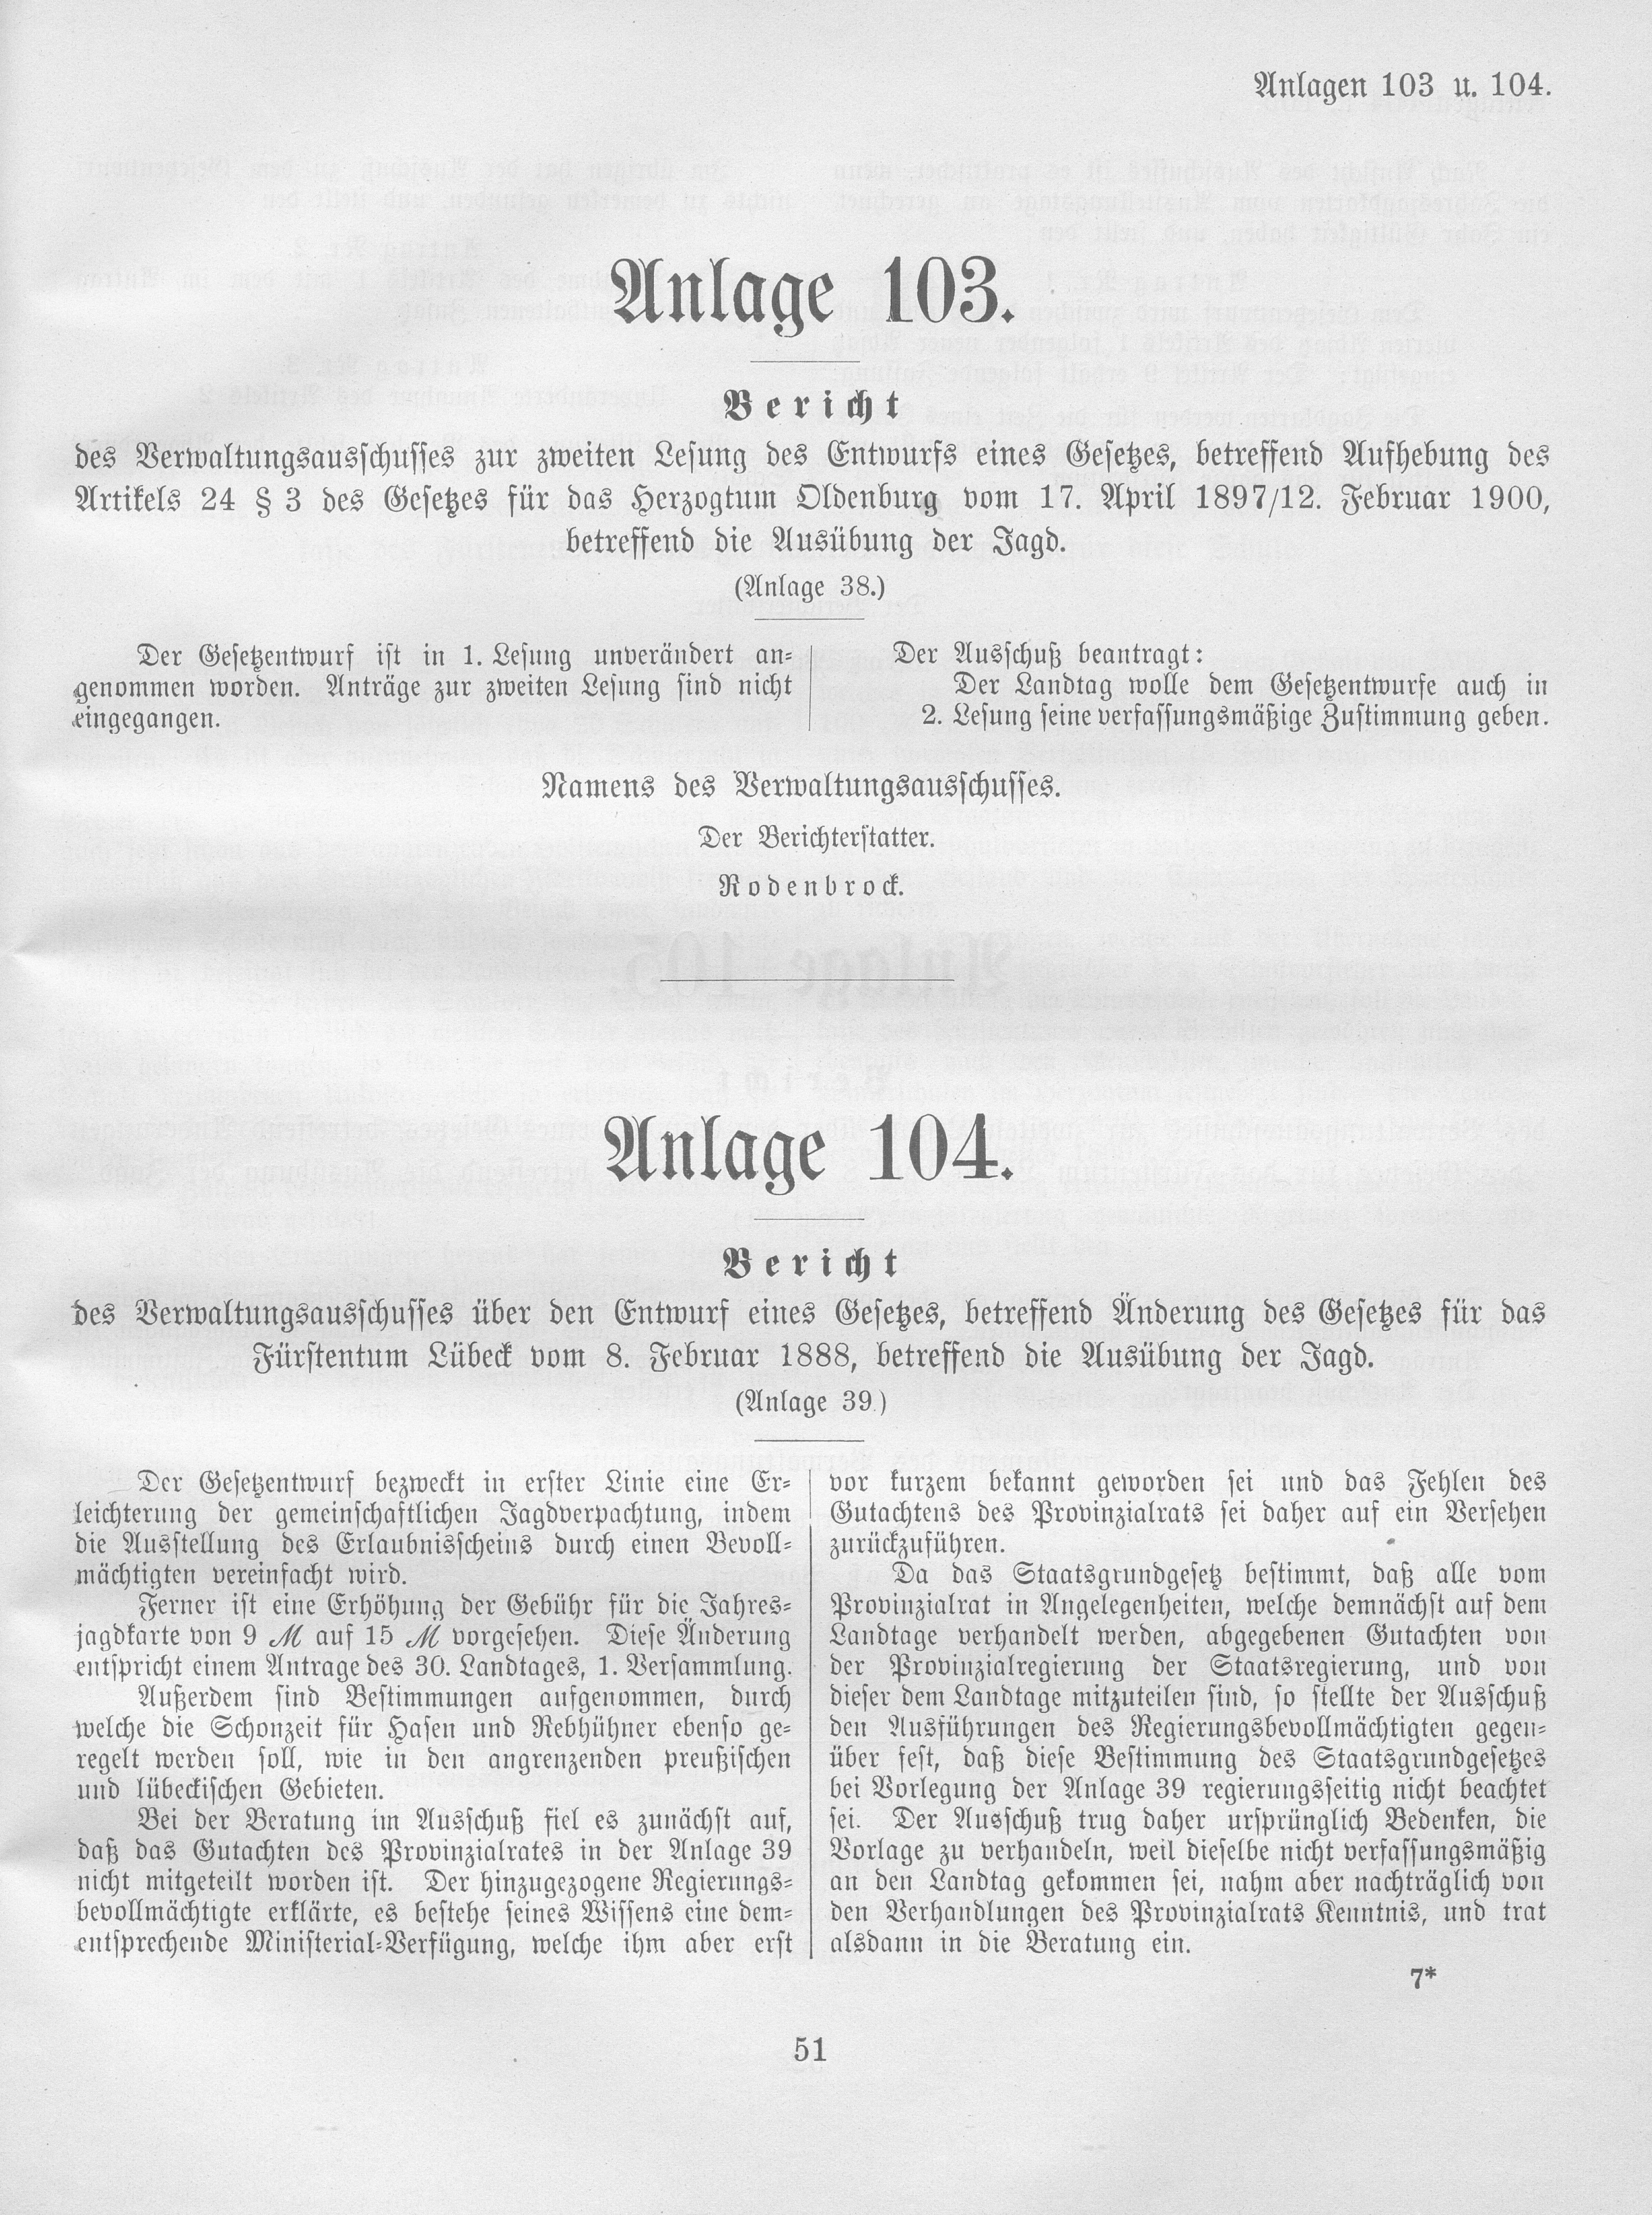 Anlagen 103 u. 104.
Anlage 103.
Bericht
des Verwaltungsausschusses zur zweiten Lesung des Entwurfs eines Gesetzes, betreffend Aufhebung des
Artikels 24 § 3 des Gesetzes für das Herzogtum Oldenburg vom 17. April 1897/12. Februar 1900,
betreffend die Ausübung der Jagd.
(Anlage 38.)
Der Gesetzentwurf ist in 1. Lesung unverändert an-
genommen worden. Anträge zur zweiten Lesung sind nicht
eingegangen.
Der Ausschuß beantragt:
Der Landtag wolle dem Gesetzentwurfe auch in
2. Lesung seine verfassungsmäßige Zustimmung geben.
Namens des Verwaltungsausschusses.
Der Berichterstatter.
Rodenbrock.
Anlage 104.
Bericht
des Verwaltungsausschusses über den Entwurf eines Gesetzes, betreffend Änderung des Gesetzes für das
Fürstentum Lübeck vom 8. Februar 1888, betreffend die Ausübung der Jagd.
(Anlage 39.)
Der Gesetzentwurf bezweckt in erster Linie eine Er-
leichterung der gemeinschaftlichen Jagdverpachtung, indem
die Ausstellung des Erlaubnisscheins durch einen Bevoll-
mächtigten vereinfacht wird.
Ferner ist eine Erhöhung der Gebühr für die Jahres-
jagdkarte von 9 ℳ auf 15 ℳ vorgesehen. Diese Änderung
entspricht einem Antrage des 30. Landtages, 1. Versammlung.
Außerdem sind Bestimmungen aufgenommen, durch
welche die Schonzeit für Hasen und Rebhühner ebenso ge-
regelt werden soll, wie in den angrenzenden preußischen
und lübeckischen Gebieten.
Bei der Beratung im Ausschuß fiel es zunächst auf,
daß das Gutachten des Provinzialrates in der Anlage 39
nicht mitgeteilt worden ist. Der hinzugezogene Regierungs-
bevollmächtigte erklärte, es bestehe seines Wissens eine dem-
entsprechende Ministerial-Verfügung, welche ihm aber erst
vor kurzem bekannt geworden sei und das Fehlen des
Gutachtens des Provinzialrats sei daher auf ein Versehen
zurückzuführen.
Da das Staatsgrundgesetz bestimmt, daß alle vom
Provinzialrat in Angelegenheiten, welche demnächst auf dem
Landtage verhandelt werden, abgegebenen Gutachten von
der Provinzialregierung der Staatsregierung, und von
dieser dem Landtage mitzuteilen sind, so stellte der Ausschuß
den Ausführungen des Regierungsbevollmächtigten gegen-
über fest, daß diese Bestimmung des Staatsgrundgesetzes
bei Vorlegung der Anlage 39 regierungsseitig nicht beachtet
sei. Der Ausschuß trug daher ursprünglich Bedenken, die
Vorlage zu verhandeln, weil dieselbe nicht verfassungsmäßig
an den Landtag gekommen sei, nahm aber nachträglich von
den Verhandlungen des Provinzialrats Kenntnis, und trat
alsdann in die Beratung ein.
7*
51